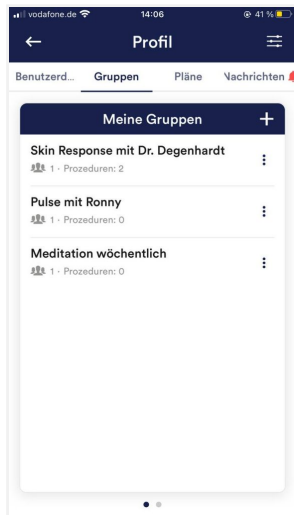 vodafone.de 14:06 41 %
Profil
Benutzerd... Gruppen Pläne Nachrichten
Meine Gruppen +
Skin Response mit Dr. Degenhardt
1 · Prozeduren: 2
Pulse mit Ronny
1 · Prozeduren: 0
Meditation wöchentlich
1 · Prozeduren: 0